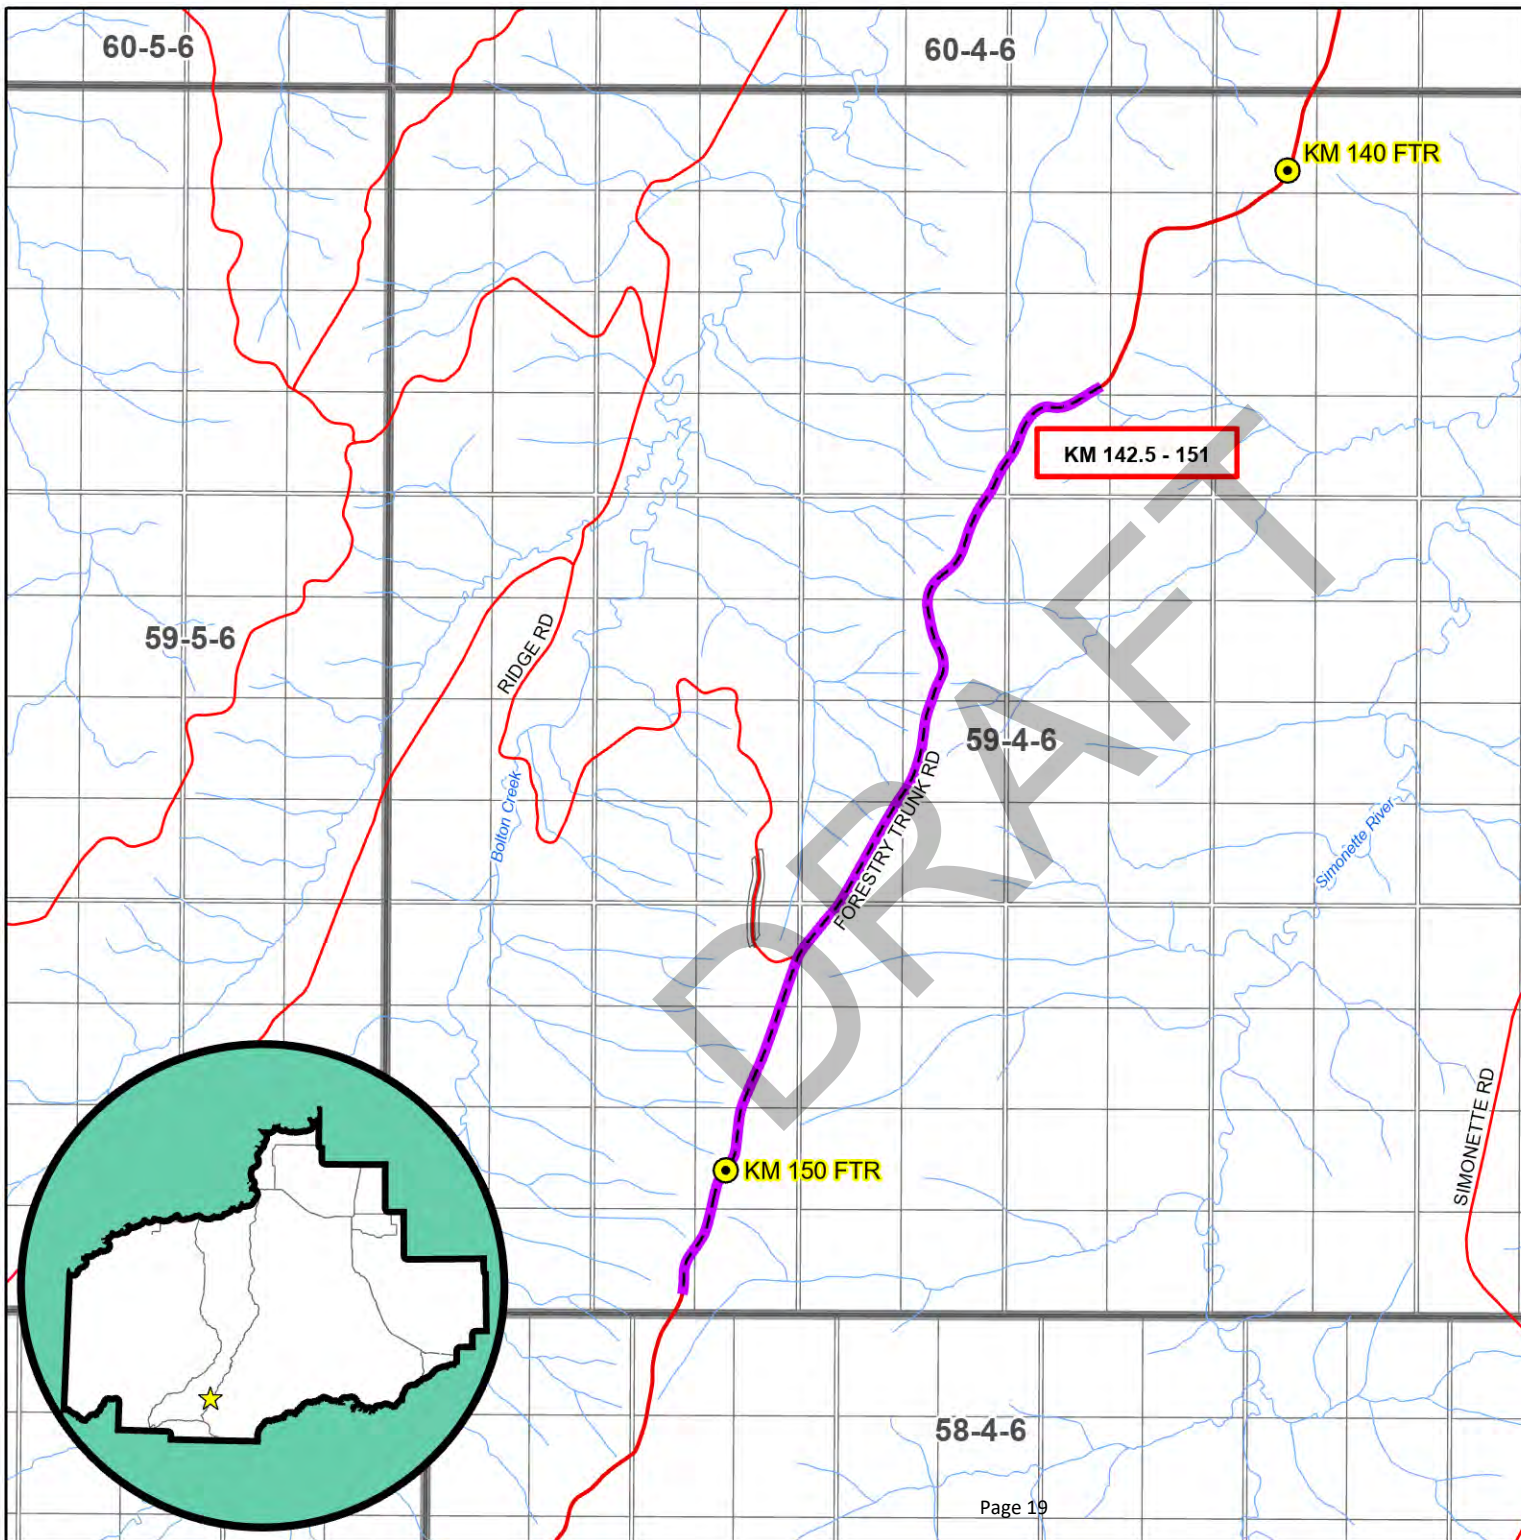 60-5-6
60-4-6
KM 140 FTR
KM 142.5 - 151
59-5-6
RIDGE RD
59-4-6
FORESTRY TRUNK RD
Bolton Creek
Simonette River
DRAFT
SIMONETTE RD
KM 150 FTR
58-4-6
Page 19